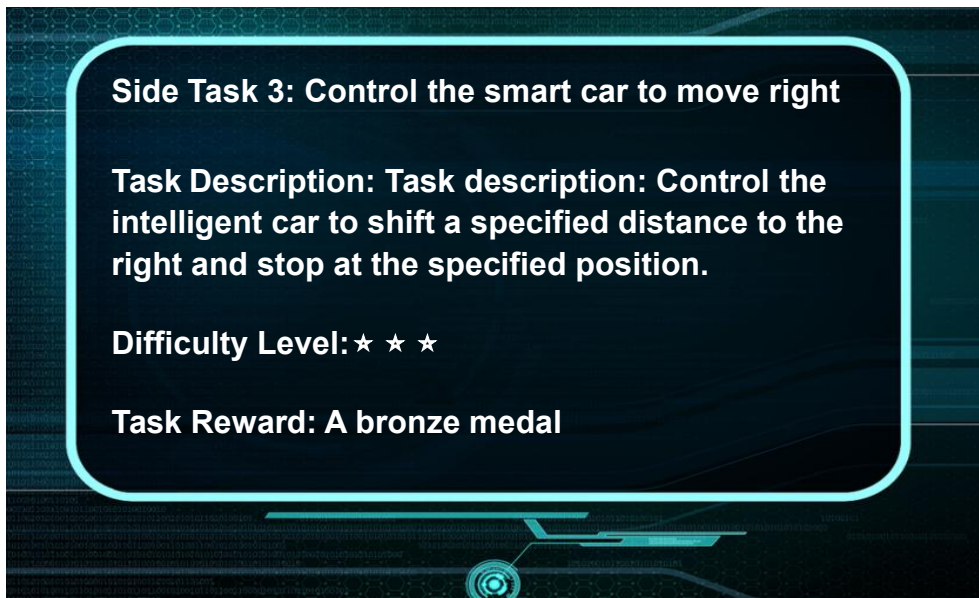 Side Task 3: Control the smart car to move right
Task Description: Task description: Control the
intelligent car to shift a specified distance to the
right and stop at the specified position.
Difficulty Level:★ ★ ★
Task Reward: A bronze medal